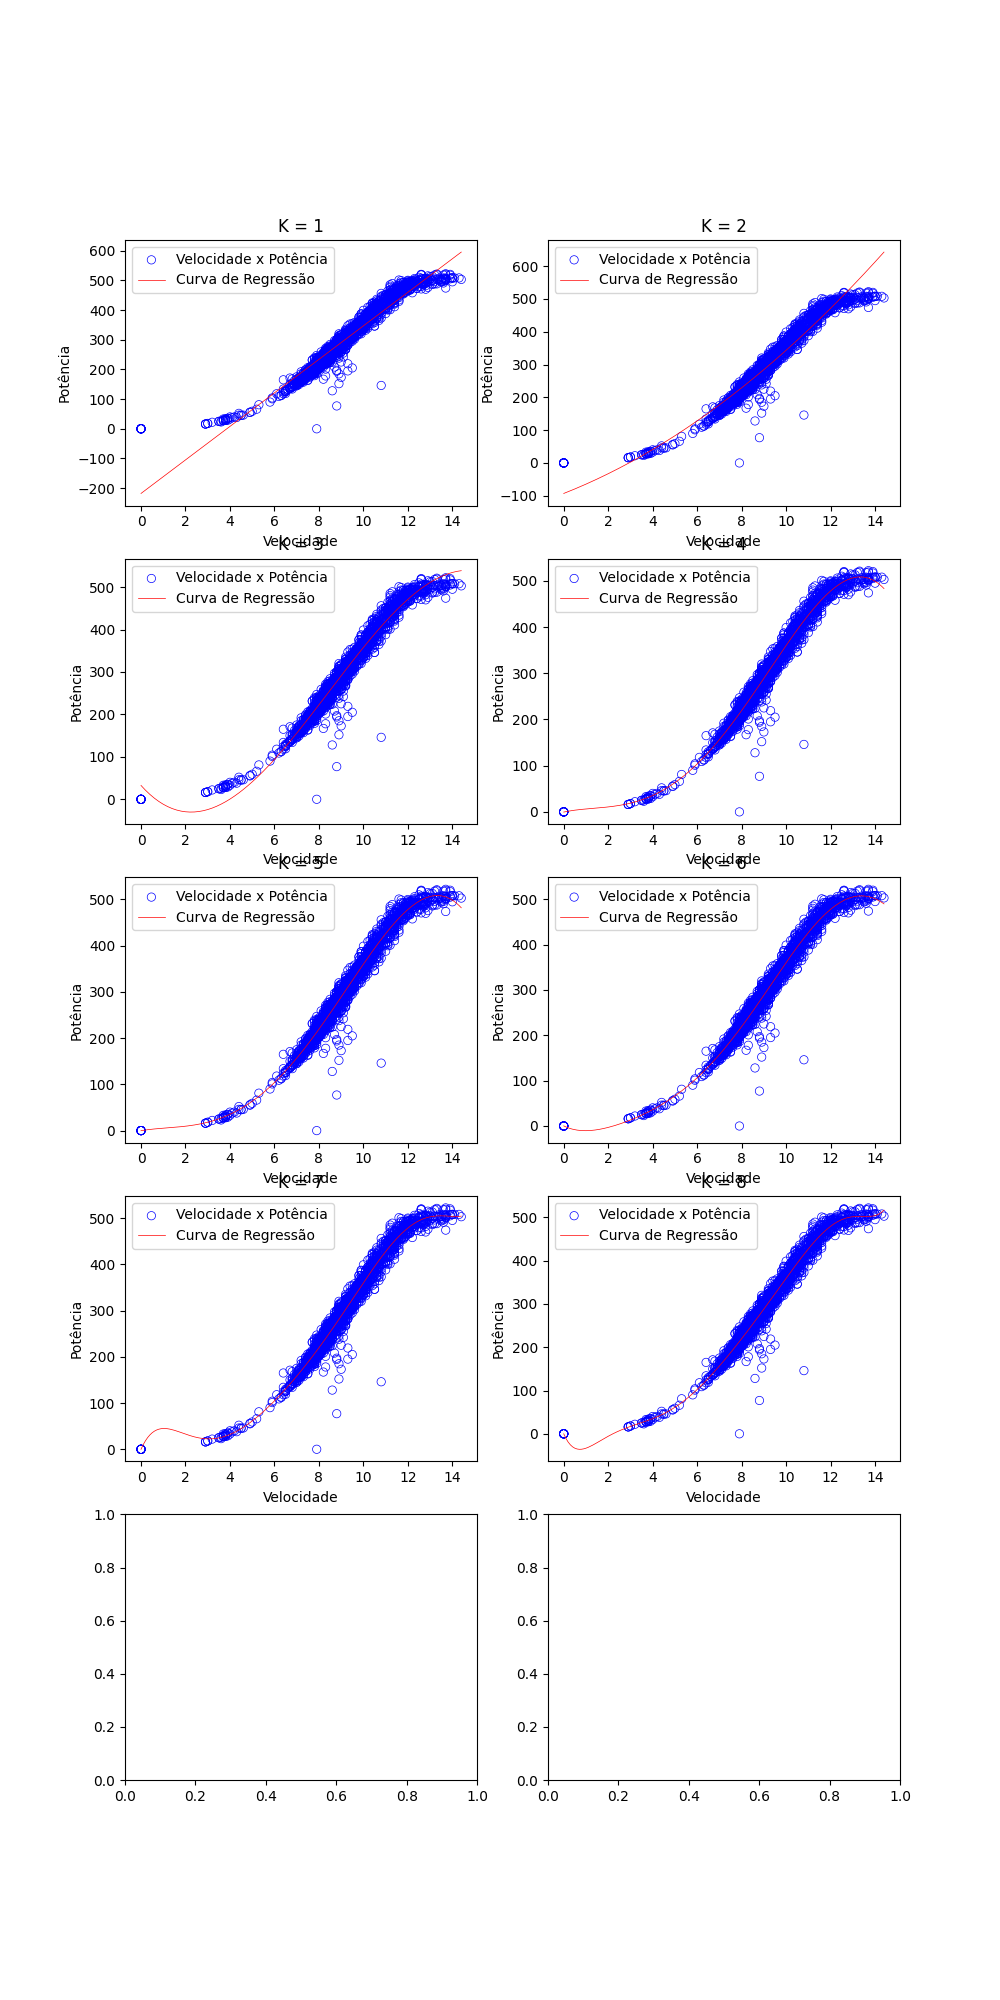 K = 1
600
500
400
300
200
100
0
−100
−200
Potência
Velocidade x Potência
Curva de Regressão
0 2 4 6 8 10 12 14
Velocidade
K = 2
600
500
400
300
200
100
0
−100
Potência
Velocidade x Potência
Curva de Regressão
0 2 4 6 8 10 12 14
Velocidade
K = 3
500
400
300
200
100
0
Potência
Velocidade x Potência
Curva de Regressão
0 2 4 6 8 10 12 14
Velocidade
K = 4
500
400
300
200
100
0
Potência
Velocidade x Potência
Curva de Regressão
0 2 4 6 8 10 12 14
Velocidade
K = 5
500
400
300
200
100
0
Potência
Velocidade x Potência
Curva de Regressão
0 2 4 6 8 10 12 14
Velocidade
K = 6
500
400
300
200
100
0
Potência
Velocidade x Potência
Curva de Regressão
0 2 4 6 8 10 12 14
Velocidade
K = 7
500
400
300
200
100
0
Potência
Velocidade x Potência
Curva de Regressão
0 2 4 6 8 10 12 14
Velocidade
K = 8
500
400
300
200
100
0
Potência
Velocidade x Potência
Curva de Regressão
0 2 4 6 8 10 12 14
Velocidade
1.0
0.8
0.6
0.4
0.2
0.0
0.0 0.2 0.4 0.6 0.8 1.0
1.0
0.8
0.6
0.4
0.2
0.0
0.0 0.2 0.4 0.6 0.8 1.0